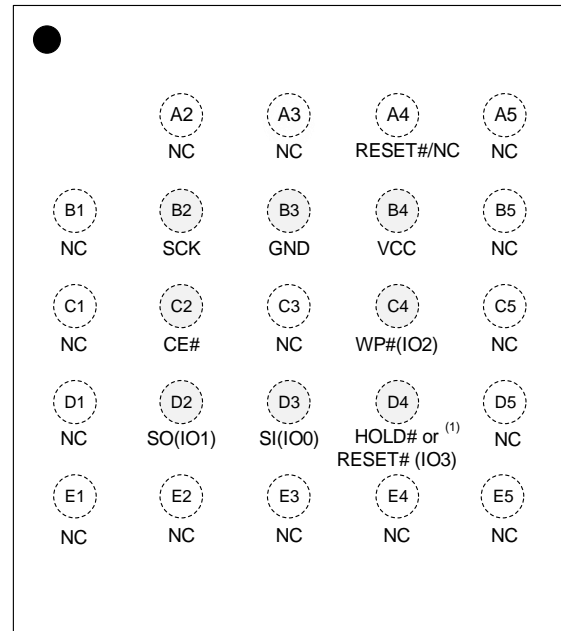 A2 A3 A4 A5
NC NC RESET#/NC NC
B1 B2 B3 B4 B5
NC SCK GND VCC NC
C1 C2 C3 C4 C5
NC CE# NC WP#(IO2) NC
D1 D2 D3 D4 D5
NC SO(IO1) SI(IO0) HOLD# or (1) NC
RESET# (IO3)
E1 E2 E3 E4 E5
NC NC NC NC NC